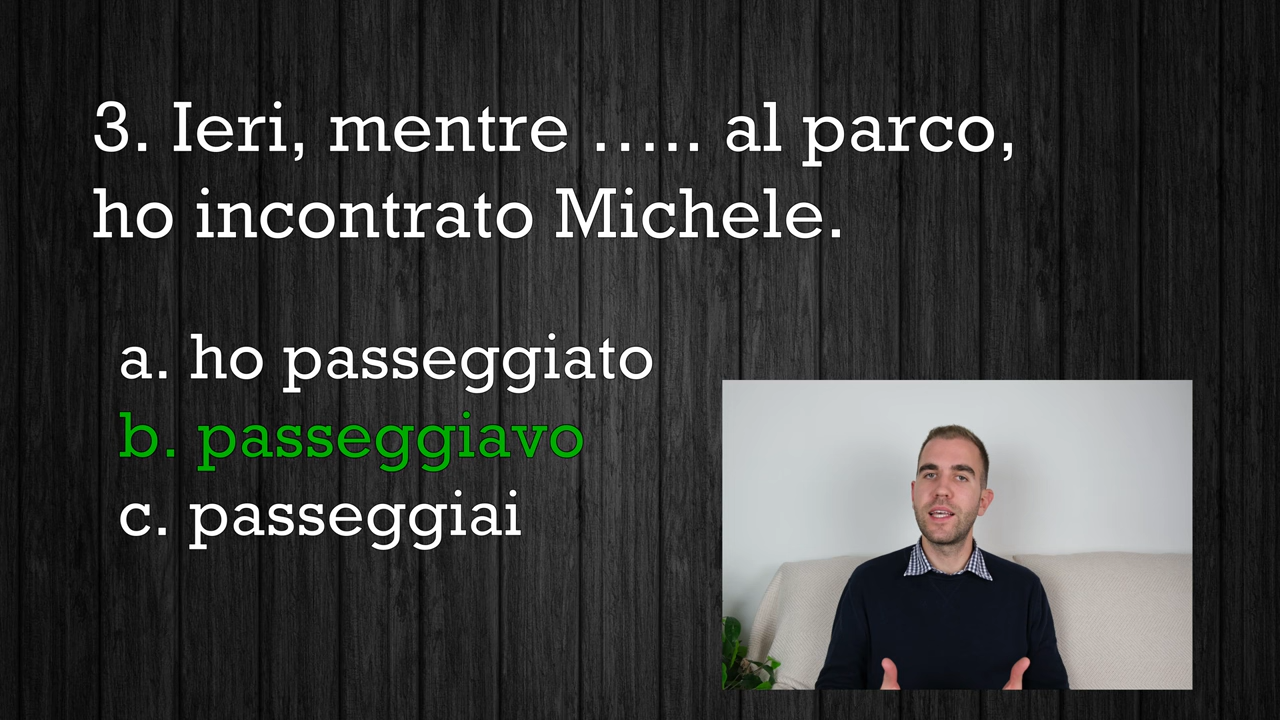 3. Ieri, mentre ..... al parco,
ho incontrato Michele.
a. ho passeggiato
b. passeggiavo
c. passeggiai